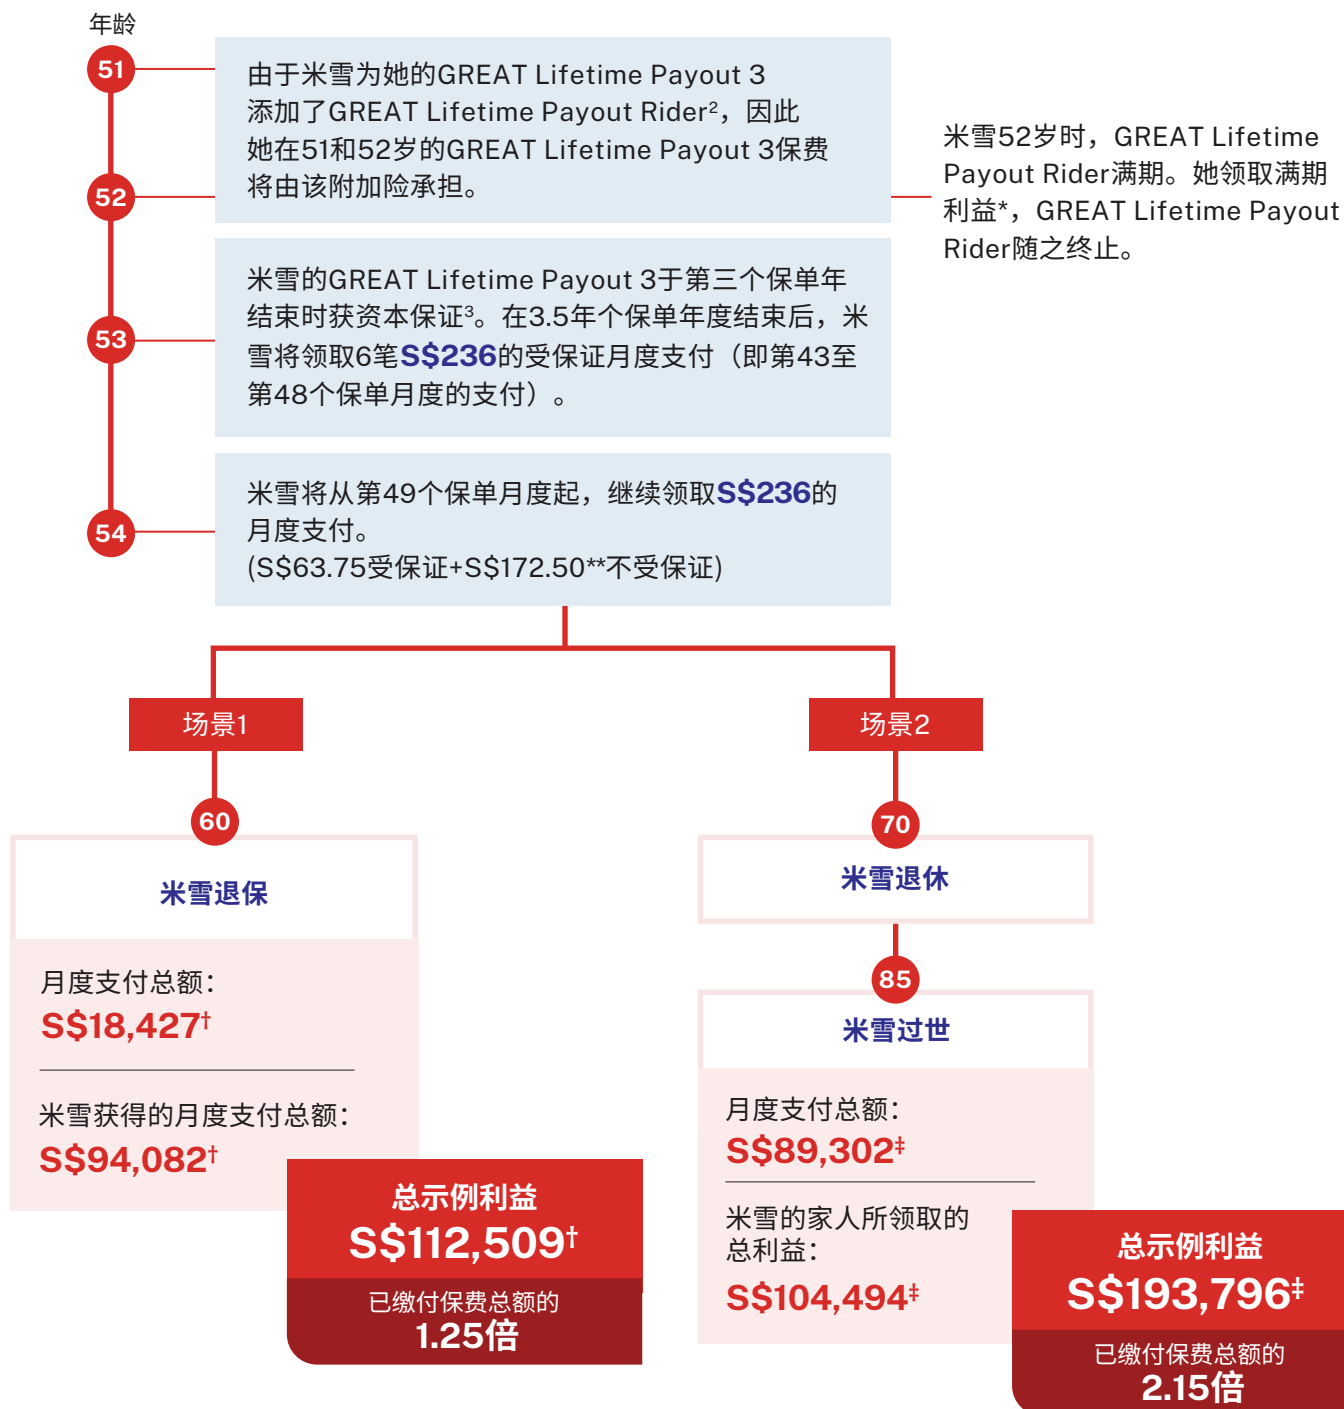 年龄
51
由于米雪为她的GREAT Lifetime Payout 3
添加了GREAT Lifetime Payout Rider²，因此
她在51和52岁的GREAT Lifetime Payout 3保费
将由该附加险承担。
52
米雪52岁时，GREAT Lifetime
Payout Rider满期。她领取满期
利益*，GREAT Lifetime Payout
Rider随之终止。
53
米雪的GREAT Lifetime Payout 3于第三个保单年
结束时获资本保证³。在3.5年个保单年度结束后，米
雪将领取6笔S$236的受保证月度支付（即第43至
第48个保单月度的支付）。
54
米雪将从第49个保单月度起，继续领取S$236的
月度支付。
(S$63.75受保证+S$172.50**不受保证)
场景1
60
米雪退保
月度支付总额：
S$18,427†
米雪获得的月度支付总额：
S$94,082†
总示例利益
S$112,509†
已缴付保费总额的
1.25倍
场景2
70
米雪退休
85
米雪过世
月度支付总额：
S$89,302‡
米雪的家人所领取的
总利益：
S$104,494‡
总示例利益
S$193,796‡
已缴付保费总额的
2.15倍